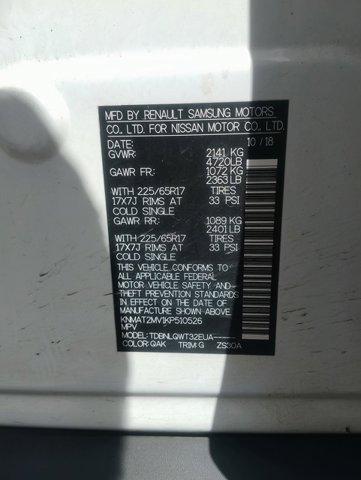 MFD BY RENAULT SAMSUNG MOTORS
CO., LTD. FOR NISSAN MOTOR CO., LTD.
DATE: 10 / 18
GVWR: 2141 KG
4720LB
GAWR FR: 1072 KG
2363 LB
WITH 225/65R17 TIRES
17X7J RIMS AT 33 PSI
COLD SINGLE
GAWR RR: 1089 KG
2401 LB
WITH 225/65R17 TIRES
17X7J RIMS AT 33 PSI
COLD SINGLE
THIS VEHICLE CONFORMS TO
ALL APPLICABLE FEDERAL
MOTOR VEHICLE SAFETY AND
THEFT PREVENTION STANDARDS
IN EFFECT ON THE DATE OF
MANUFACTURE SHOWN ABOVE
KNMAT2MV1KP510526
MPV
MODEL:TDBNLQWT32EUA-----
COLOR:QAK TRIM:G ZS30A